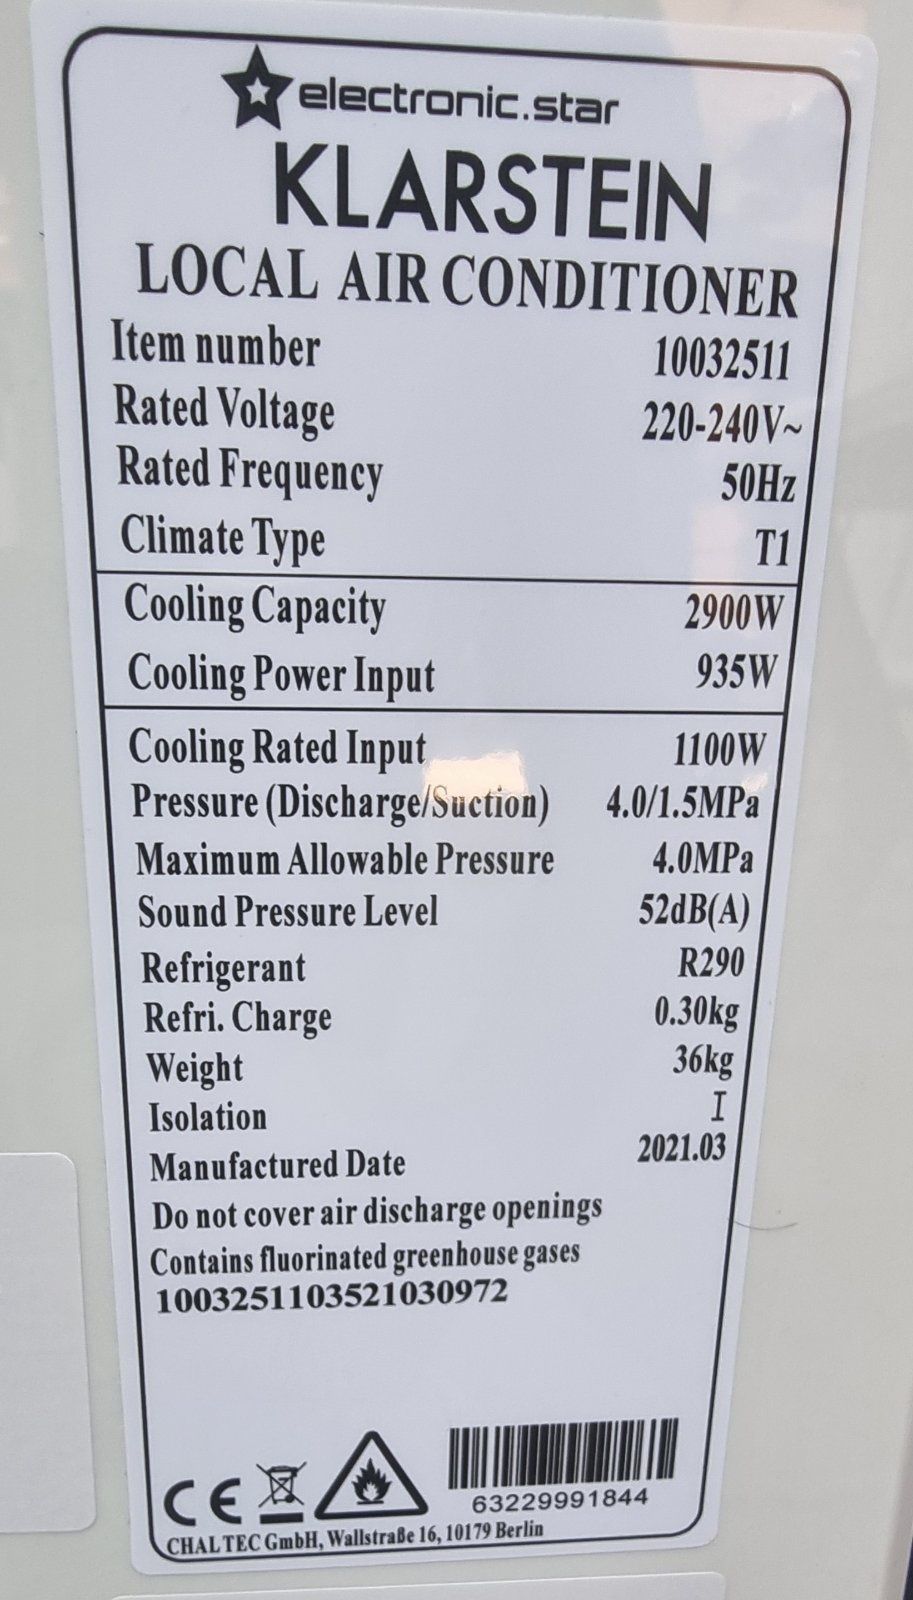 electronic.star
KLARSTEIN
LOCAL AIR CONDITIONER
Item number 10032511
Rated Voltage 220-240V~
Rated Frequency 50Hz
Climate Type T1
Cooling Capacity 2900W
Cooling Power Input 935W
Cooling Rated Input 1100W
Pressure (Discharge/Suction) 4.0/1.5MPa
Maximum Allowable Pressure 4.0MPa
Sound Pressure Level 52dB(A)
Refrigerant R290
Refri. Charge 0.30kg
Weight 36kg
Isolation I
Manufactured Date 2021.03
Do not cover air discharge openings
Contains fluorinated greenhouse gases
1003251103521030972
CE
63229991844
CHAL TEC GmbH, Wallstraße 16, 10179 Berlin